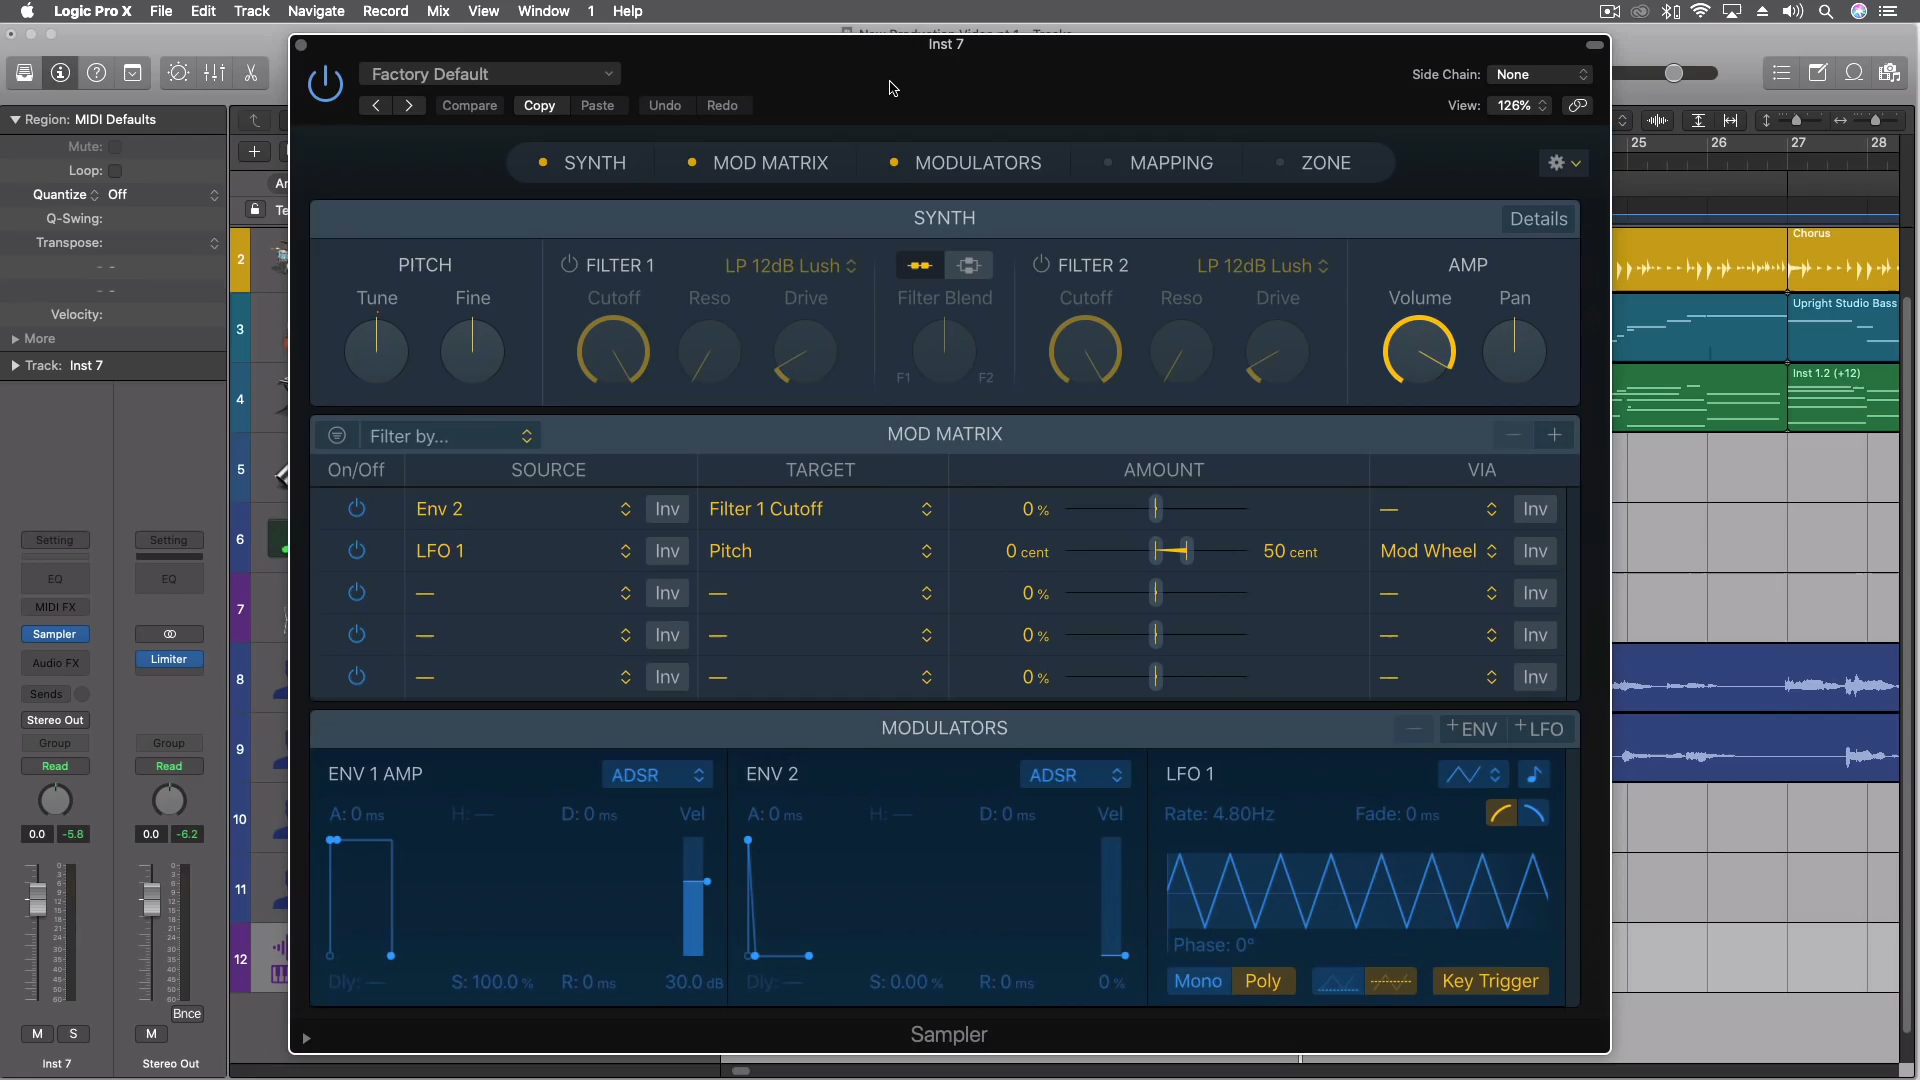 Logic Pro X File Edit Track Navigate Record Mix View Window 1 Help
Inst 7
Factory Default
Side Chain: None
Compare Copy Paste Undo Redo
View: 126%
Region: MIDI Defaults
Mute:
Loop:
Quantize Off
Q-Swing:
Transpose:
Velocity:
More
Track: Inst 7
SYNTH MOD MATRIX MODULATORS MAPPING ZONE
25 26 27 28
SYNTH
Details
PITCH FILTER 1 LP 12dB Lush FILTER 2 LP 12dB Lush AMP
Tune Fine Cutoff Reso Drive Filter Blend Cutoff Reso Drive Volume Pan
F1 F2
Filter by...
MOD MATRIX
On/Off SOURCE TARGET AMOUNT VIA
Env 2 Inv Filter 1 Cutoff 0 % — Inv
LFO 1 Inv Pitch 0 cent 50 cent Mod Wheel Inv
— Inv — 0 % — Inv
— Inv — 0 % — Inv
— Inv — 0 % — Inv
MODULATORS
— +ENV +LFO
ENV 1 AMP ADSR
A: 0 ms H: — D: 0 ms Vel
Dly: — S: 100.0 % R: 0 ms 30.0 dB
ENV 2 ADSR
A: 0 ms H: — D: 0 ms Vel
Dly: — S: 0.00 % R: 0 ms 0 %
LFO 1
Rate: 4.80Hz Fade: 0 ms
Phase: 0°
Mono Poly Key Trigger
Sampler
Chorus
Upright Studio Bass
Inst 1.2 (+12)
2
3
4
5
6
7
8
9
10
11
12
Setting Setting
EQ EQ
MIDI FX
Sampler
Audio FX Limiter
Sends
Stereo Out
Group Group
Read Read
0.0 -5.8 0.0 -6.2
Bnce
M S M
Inst 7 Stereo Out